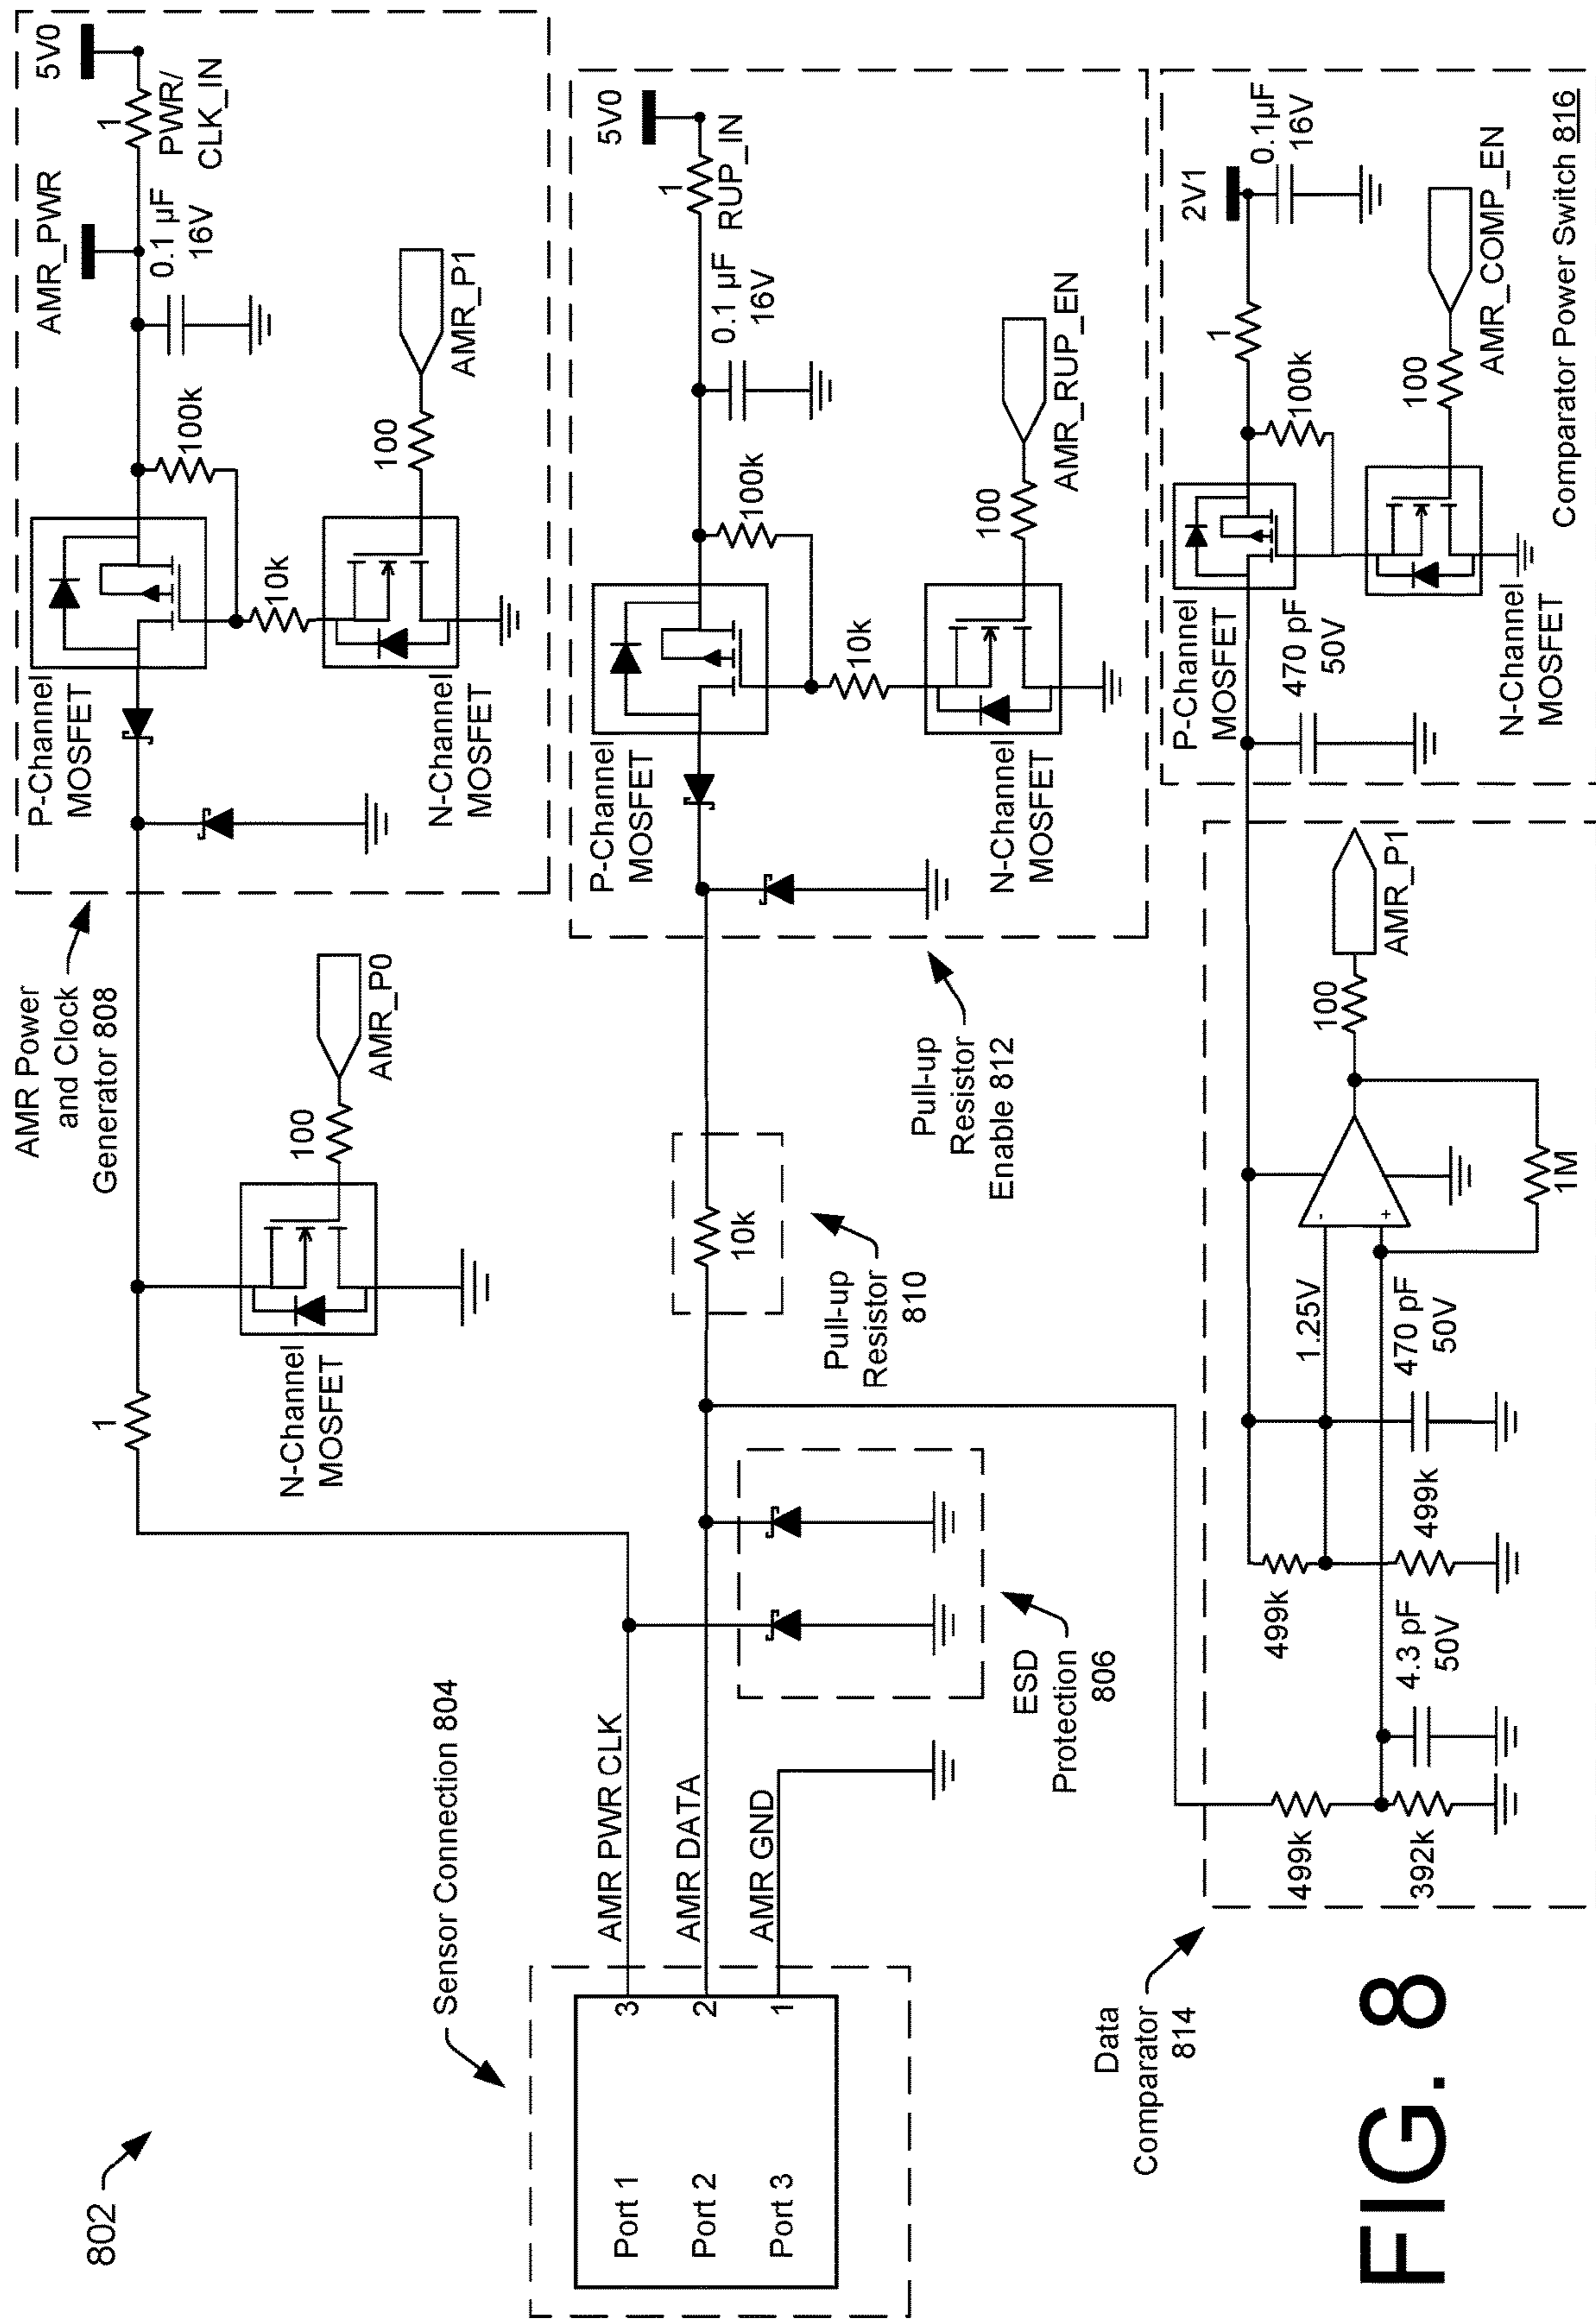 802
Sensor Connection 804
Port 1
Port 2
Port 3
3
2
1
AMR PWR CLK
AMR DATA
AMR GND
ESD
Protection
806
1
N-Channel
MOSFET
100
AMR_P0
AMR Power
and Clock
Generator 808
P-Channel
MOSFET
10k
100k
N-Channel
MOSFET
100
AMR_P1
AMR_PWR
0.1 µF
16V
1
PWR/
CLK_IN
5V0
Pull-up
Resistor
810
10k
Pull-up
Resistor
Enable 812
P-Channel
MOSFET
10k
100k
N-Channel
MOSFET
100
AMR_RUP_EN
0.1 µF
16V
1
RUP_IN
5V0
Data
Comparator
814
499k
392k
4.3 pF
50V
499k
499k
470 pF
50V
1.25V
-
+
1M
100
AMR_P1
470 pF
50V
P-Channel
MOSFET
N-Channel
MOSFET
100k
1
2V1
0.1µF
16V
100
AMR_COMP_EN
Comparator Power Switch 816
FIG. 8